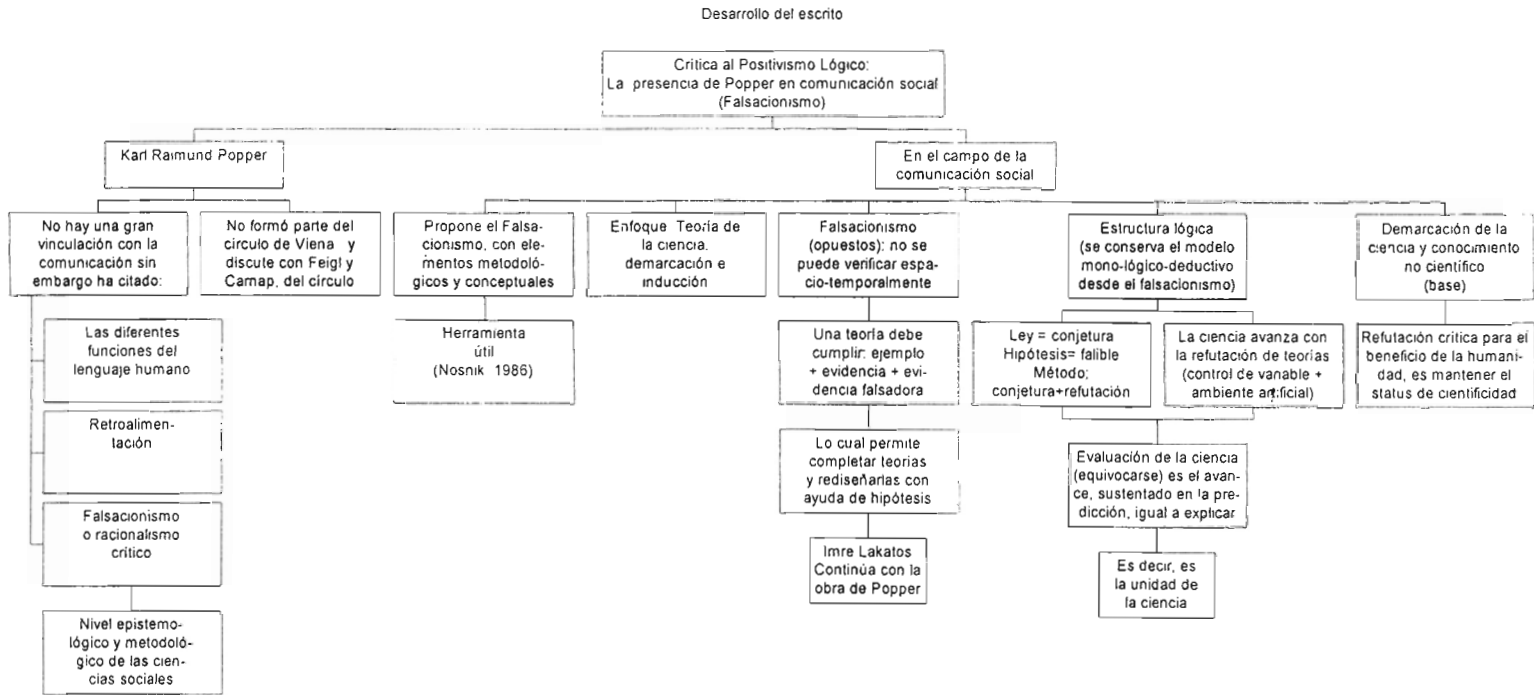 Desarrollo del escrito
Critica al Positivismo Lógico:
La presencia de Popper en comunicación social
(Falsacionismo)
Karl Raimund Popper
En el campo de la
comunicación social
No hay una gran
vinculación con la
comunicación sin
embargo ha citado:
No formó parte del
circulo de Viena y
discute con Feigl y
Carnap, del círculo
Propone el Falsa-
cionismo, con ele-
mentos metodoló-
gicos y conceptuales
Enfoque Teoría de
la ciencia.
demarcación e
inducción
Falsacionismo
(opuestos): no se
puede verificar espa-
cio-temporalmente
Estructura lógica
(se conserva el modelo
mono-lógico-deductivo
desde el falsacionismo)
Demarcación de la
ciencia y conocimiento
no científico
(base)
Las diferentes
funciones del
lenguaje humano
Herramienta
útil
(Nosnik 1986)
Una teoría debe
cumplir: ejemplo
+ evidencia + evi-
dencia falsadora
Ley = conjetura
Hipótesis= falible
Método;
conjetura+refutación
La ciencia avanza con
la refutación de teorías
(control de variable +
ambiente artificial)
Refutación critica para el
beneficio de la humani-
dad, es mantener el
status de cientificidad
Retroalimen-
tación
Lo cual permite
completar teorias
y rediseñarlas con
ayuda de hipótesis
Evaluación de la ciencia
(equivocarse) es el avan-
ce, sustentado en la pre-
dicción, igual a explicar
Falsacionismo
o racionalismo
crítico
Imre Lakatos
Continúa con la
obra de Popper
Es decir, es
la unidad de
la ciencia
Nivel epistemo-
lógico y metodoló-
gico de las cien-
cias sociales